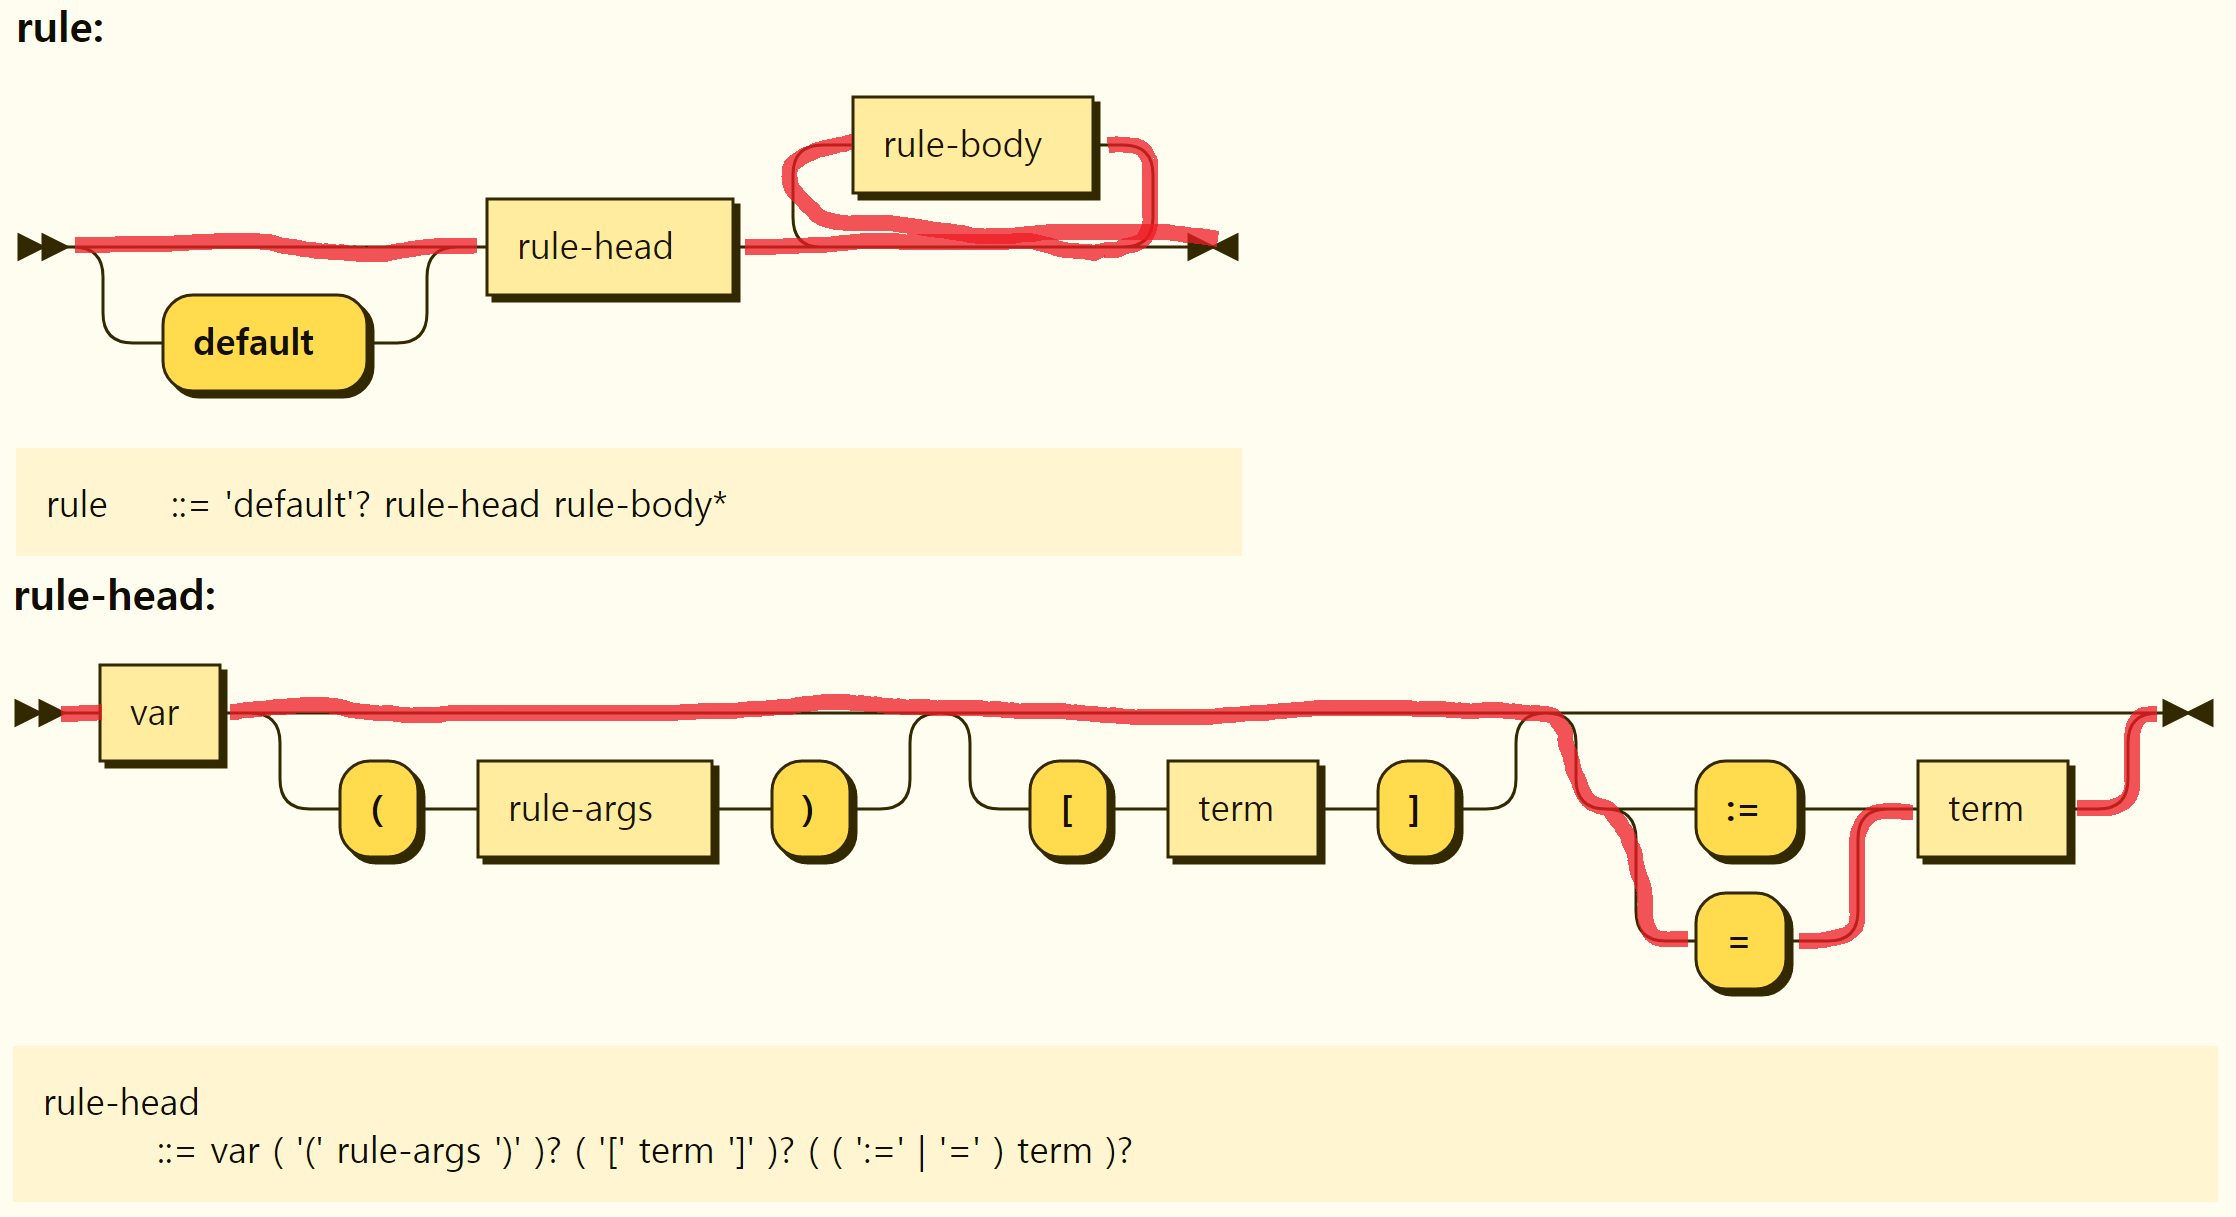 rule:
rule-body
rule-head
default
rule ::= 'default'? rule-head rule-body*
rule-head:
var
( rule-args ) [ term ] := term
=
rule-head
::= var ( '(' rule-args ')' )? ( '[' term ']' )? ( ( ':=' | '=' ) term )?